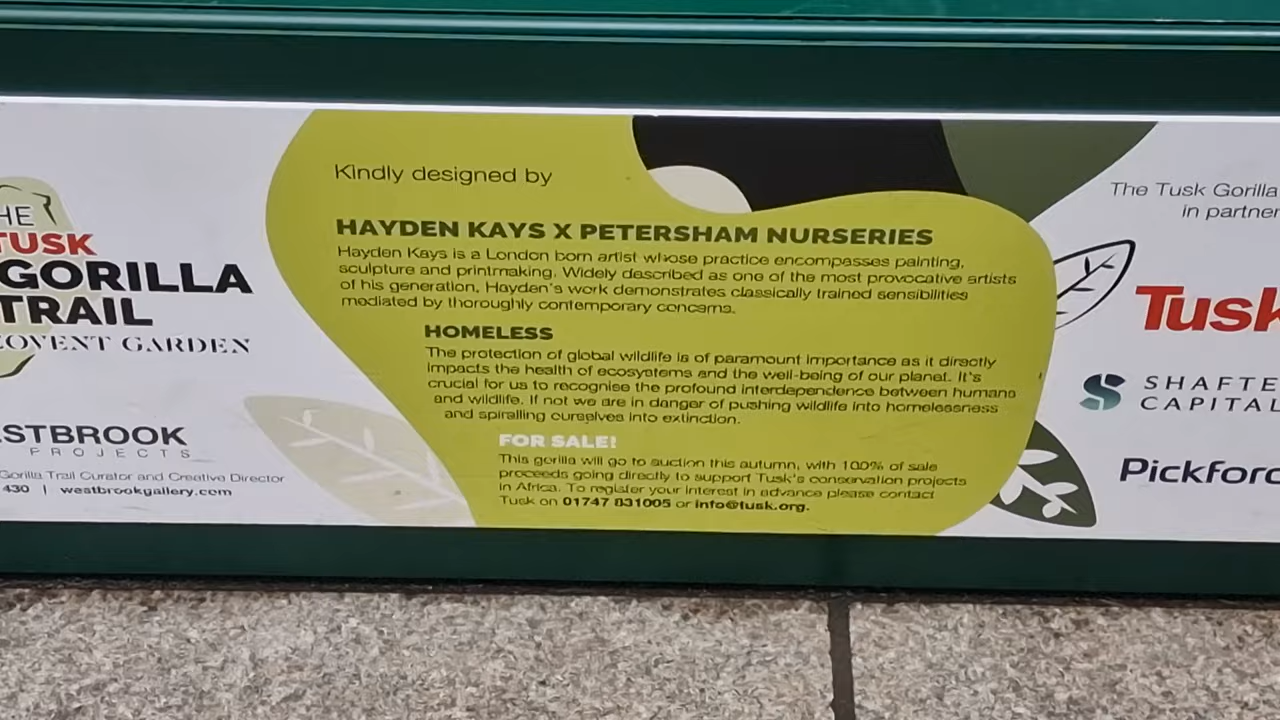 HE
TUSK
GORILLA
TRAIL
COVENT GARDEN
ESTBROOK
PROJECTS
Gorilla Trail Curator and Creative Director
430 | westbrookgallery.com
Kindly designed by
HAYDEN KAYS X PETERSHAM NURSERIES
Hayden Kays is a London born artist whose practice encompasses painting,
sculpture and printmaking. Widely described as one of the most provocative artists
of his generation, Hayden's work demonstrates classically trained sensibilities
mediated by thoroughly contemporary concerns.
HOMELESS
The protection of global wildlife is of paramount importance as it directly
impacts the health of ecosystems and the well-being of our planet. It's
crucial for us to recognise the profound interdependence between humans
and wildlife. If not we are in danger of pushing wildlife into homelessness
and spiralling ourselves into extinction.
FOR SALE!
This gorilla will go to auction this autumn, with 100% of sale
proceeds going directly to support Tusk's conservation projects
in Africa. To register your interest in advance please contact
Tusk on 01747 831005 or info@tusk.org.
The Tusk Gorilla
in partner
Tusk
SHAFTE
CAPITAL
Pickford